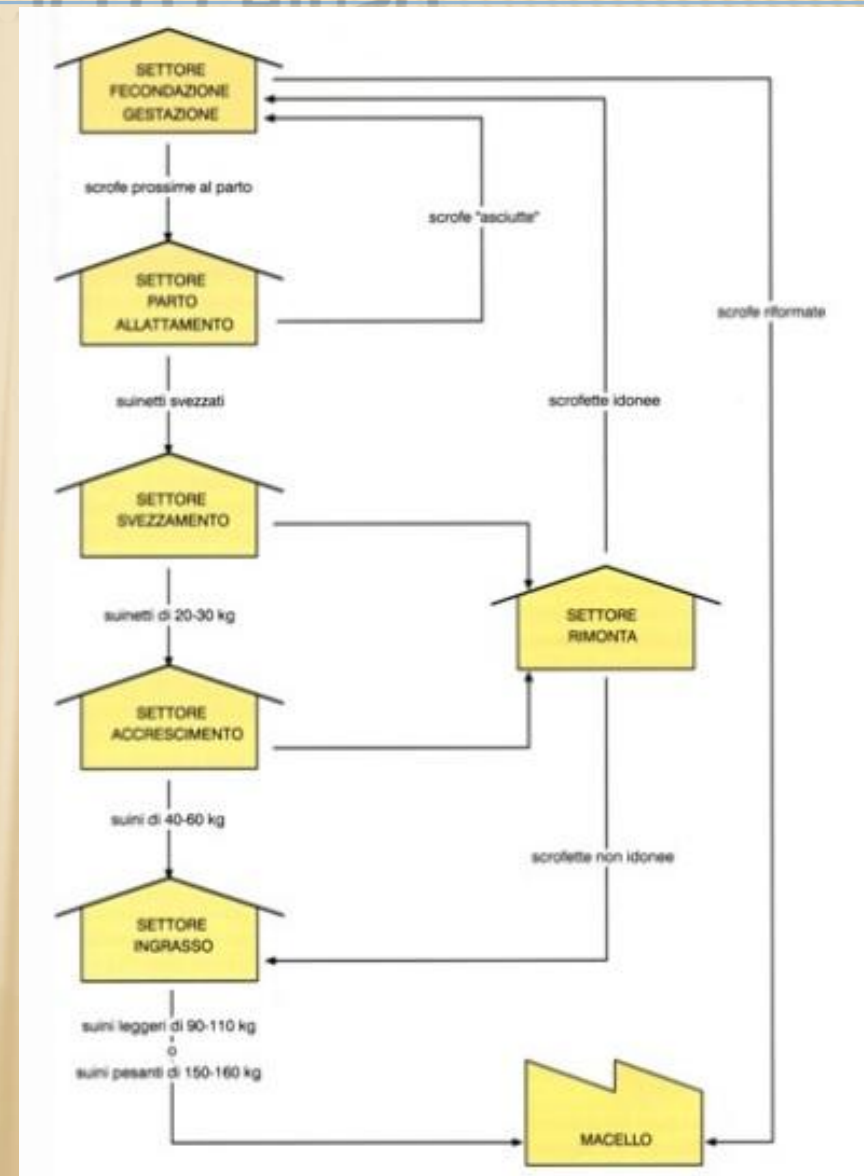 SETTORE
FECONDAZIONE
GESTAZIONE
scrofe prossime al parto
scrofe "asciutte"
SETTORE
PARTO
ALLATTAMENTO
scrofe riformate
suinetti svezzati
scrofette idonee
SETTORE
SVEZZAMENTO
suinetti di 20-30 kg
SETTORE
RIMONTA
SETTORE
ACCRESCIMENTO
suini di 40-60 kg
scrofette non idonee
SETTORE
INGRASSO
suini leggeri di 90-110 kg
o
suini pesanti di 150-160 kg
MACELLO